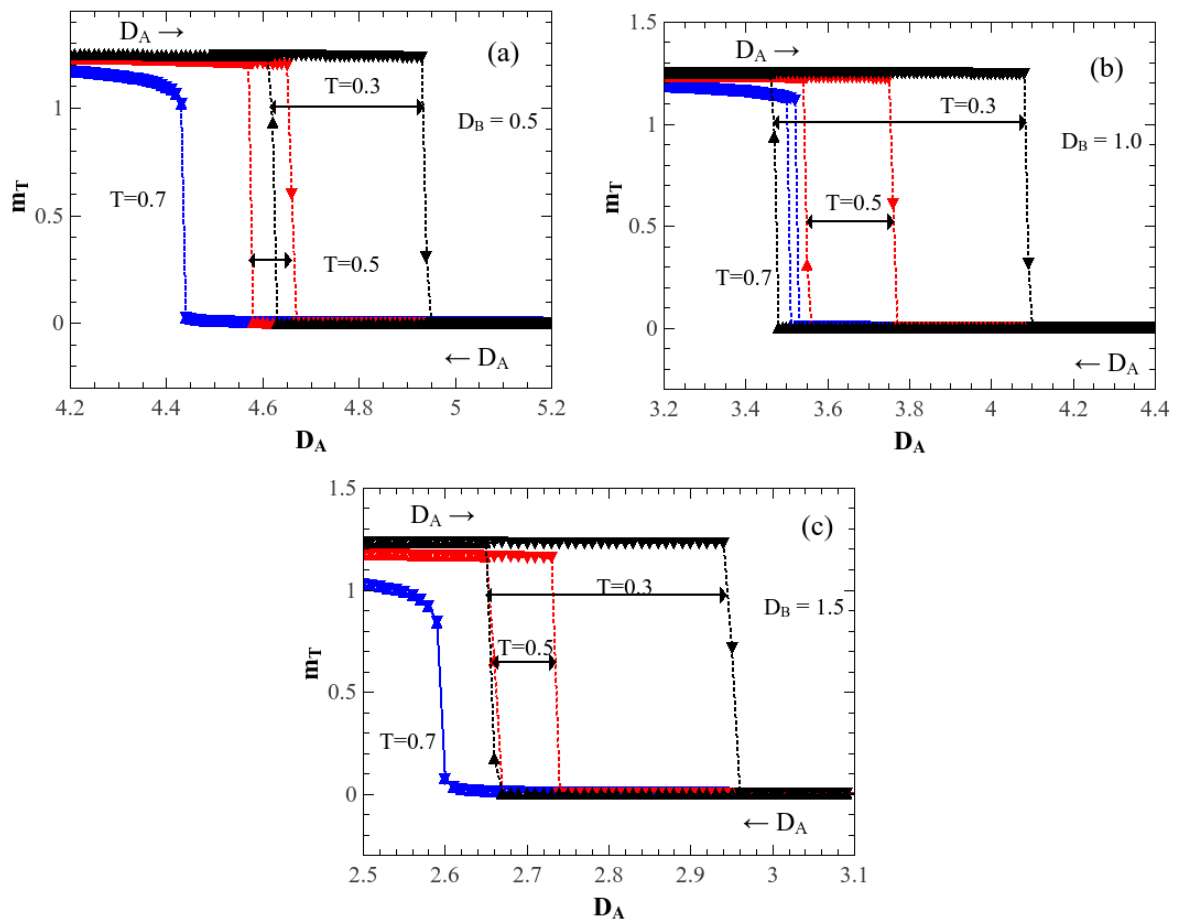 D_A →
(a)
T=0.3
D_B = 0.5
T=0.7
T=0.5
← D_A
m_T
0
0.5
1
4.2
4.4
4.6
4.8
5
5.2
D_A
D_A →
(b)
T=0.3
D_B = 1.0
T=0.5
T=0.7
← D_A
m_T
0
0.5
1
1.5
3.2
3.6
3.8
4
4.2
4.4
D_A
D_A →
(c)
T=0.3
D_B = 1.5
T=0.5
T=0.7
← D_A
m_T
0
0.5
1
1.5
2.5
2.6
2.7
2.8
2.9
3
3.1
D_A